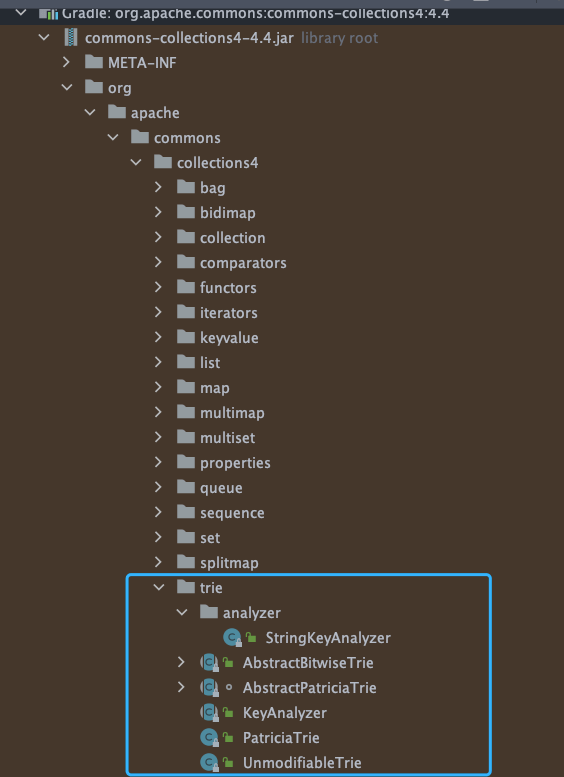 Gradle: org.apache.commons:commons-collections4:4.4
commons-collections4-4.4.jar library root
META-INF
org
apache
commons
collections4
bag
bidimap
collection
comparators
functors
iterators
keyvalue
list
map
multimap
multiset
properties
queue
sequence
set
splitmap
trie
analyzer
StringKeyAnalyzer
AbstractBitwiseTrie
AbstractPatriciaTrie
KeyAnalyzer
PatriciaTrie
UnmodifiableTrie